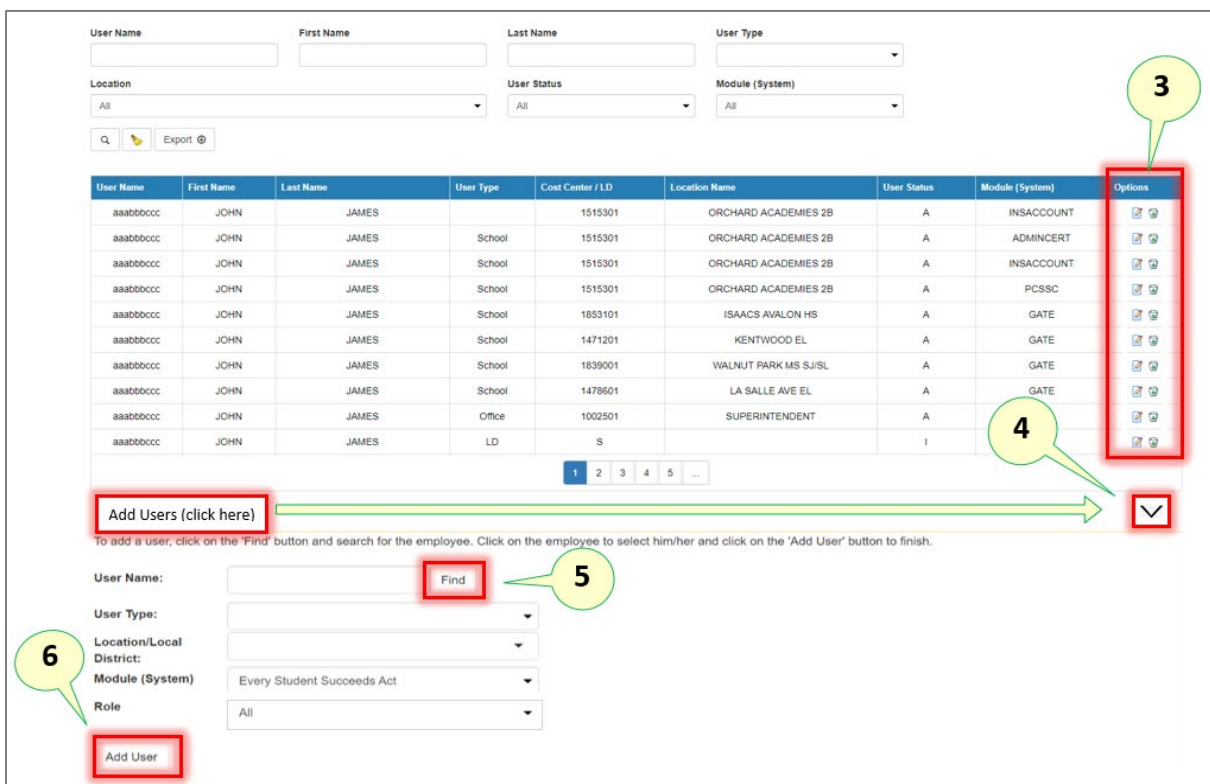 User Name First Name Last Name User Type
Location User Status Module (System)
All All All
Export
3
User Name First Name Last Name User Type Cost Center / LD Location Name User Status Module (System) Options
aaabbbccc JOHN JAMES 1515301 ORCHARD ACADEMIES 2B A INSACCOUNT
aaabbbccc JOHN JAMES School 1515301 ORCHARD ACADEMIES 2B A ADMINCERT
aaabbbccc JOHN JAMES School 1515301 ORCHARD ACADEMIES 2B A INSACCOUNT
aaabbbccc JOHN JAMES School 1515301 ORCHARD ACADEMIES 2B A PCSSC
aaabbbccc JOHN JAMES School 1853101 ISAACS AVALON HS A GATE
aaabbbccc JOHN JAMES School 1471201 KENTWOOD EL A GATE
aaabbbccc JOHN JAMES School 1839001 WALNUT PARK MS SJ/SL A GATE
aaabbbccc JOHN JAMES School 1478601 LA SALLE AVE EL A GATE
aaabbbccc JOHN JAMES Office 1002501 SUPERINTENDENT A
aaabbbccc JOHN JAMES LD S I
4
1 2 3 4 5 ...
Add Users (click here)
To add a user, click on the 'Find' button and search for the employee. Click on the employee to select him/her and click on the 'Add User' button to finish.
User Name: Find 5
User Type:
Location/Local
District:
Module (System) Every Student Succeeds Act
6
Role All
Add User